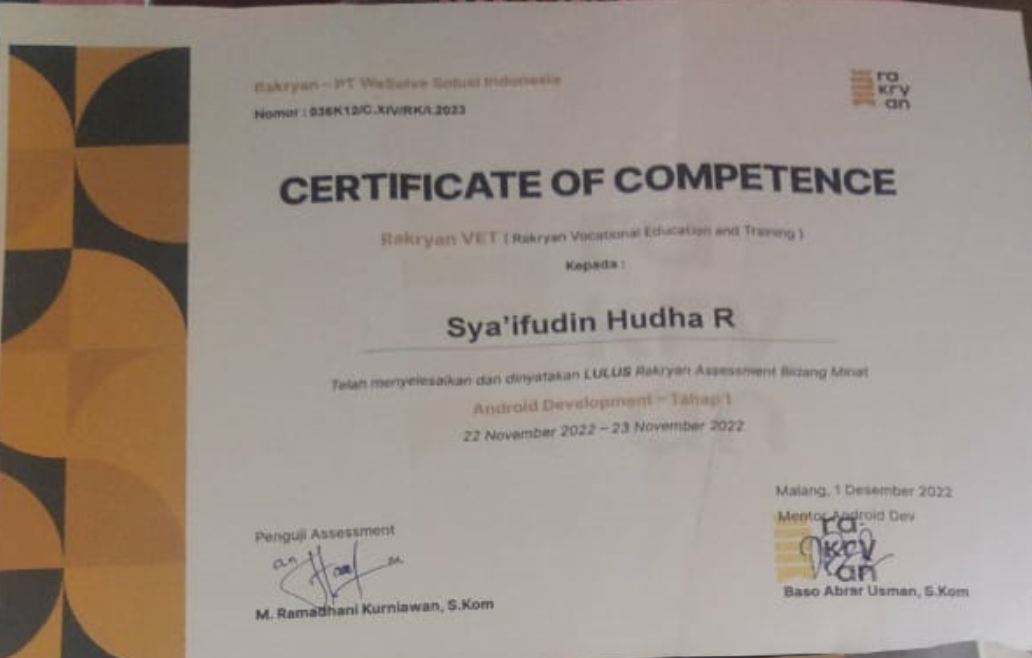 Rakryan - PT WeSolve Solusi Indonesia
Nomor : 036K12/C.XIV/RK/I.2023
ra
kry
an
CERTIFICATE OF COMPETENCE
Rakryan VET ( Rakryan Vocational Education and Training )
Kepada :
Sya'ifudin Hudha R
Telah menyelesaikan dan dinyatakan LULUS Rakryan Assessment Bidang Minat
Android Development - Tahap 1
22 November 2022 – 23 November 2022
Malang, 1 Desember 2022
Penguji Assessment
Mentor Android Dev
ra
kry
an
M. Ramadhani Kurniawan, S.Kom
Baso Abrar Usman, S.Kom